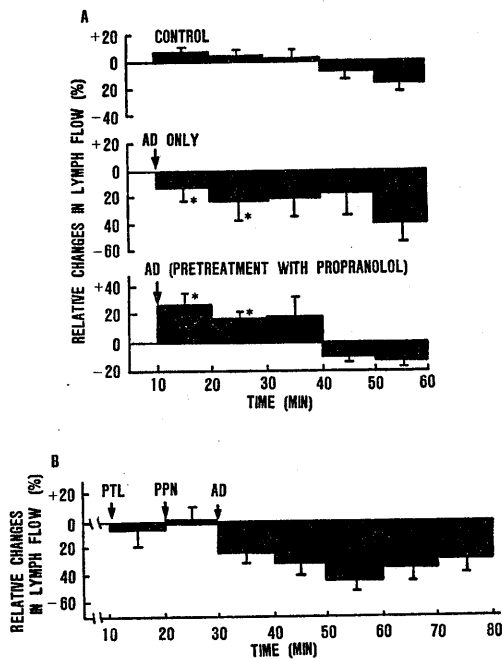 A
CONTROL
+20
0
20
-40
AD ONLY
+20
0
20
40
-60
AD (PRETREATMENT WITH PROPRANOLOL)
+40
20
0
-20
10 20 30 40 50 60
TIME (MIN)
RELATIVE CHANGES IN LYMPH FLOW (%)
B
PTL PPN AD
+20
0
20
40
-60
10 20 30 40 50 60 70 80
TIME (MIN)
RELATIVE CHANGES
IN LYMPH FLOW (%)